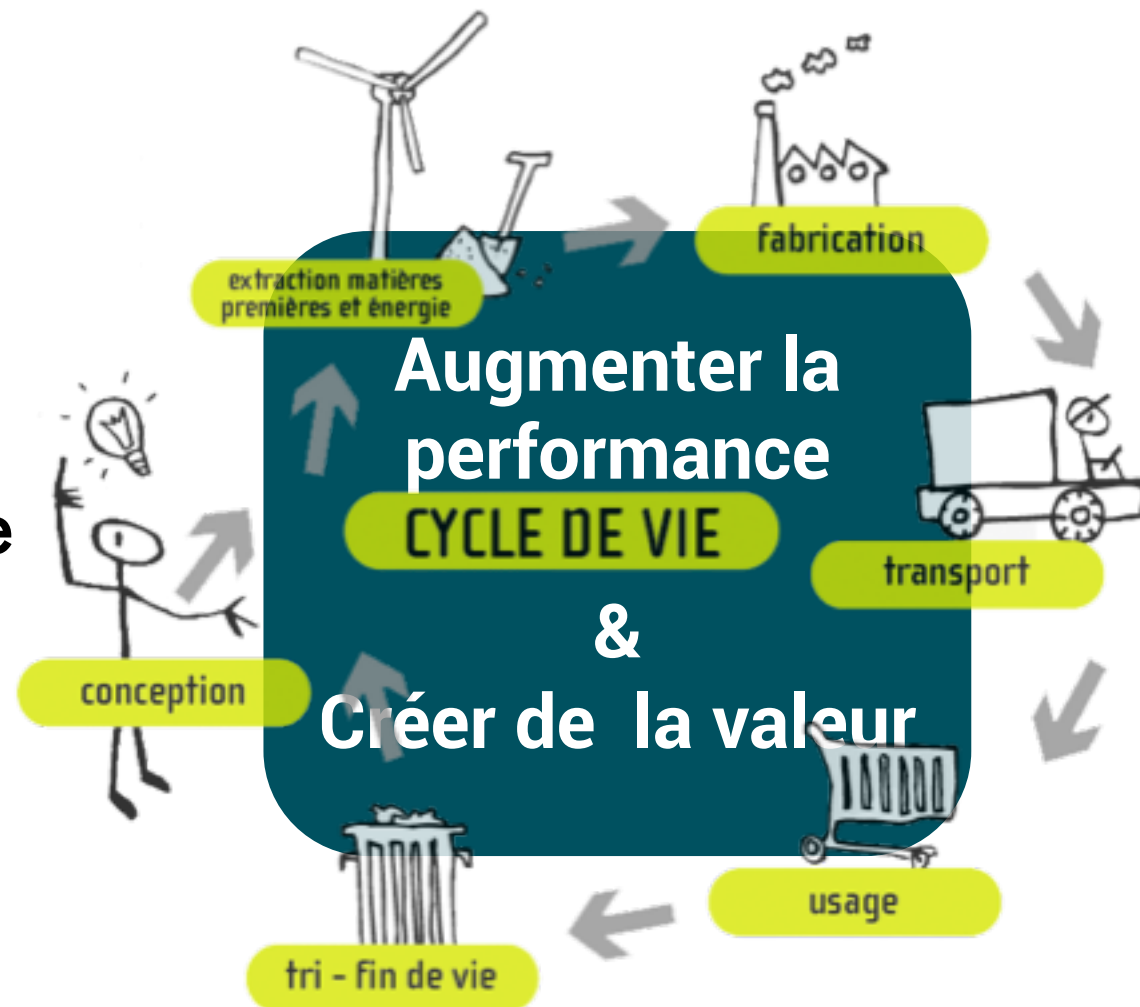 fabrication
extraction matières
premières et énergie
Augmenter la
performance
CYCLE DE VIE
e
transport
&
conception
Créer de la valeur
usage
tri - fin de vie